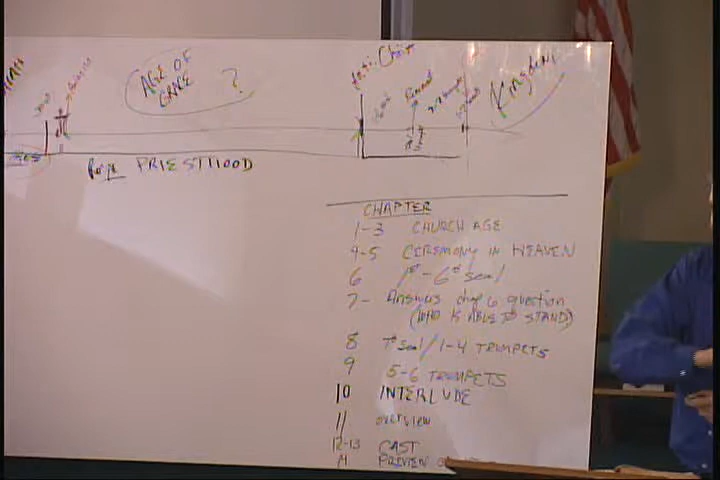 AGE OF
GRACE ?
Anti-Christ
Kingdom
PRIESTHOOD
CHAPTER
1-3 CHURCH AGE
4-5 CEREMONY IN HEAVEN
6 1st - 6th seal
7- Answers chap 6 question
(WHO IS ABLE TO STAND)
8 7th seal / 1-4 TRUMPETS
9 5-6 TRUMPETS
10 INTERLUDE
11 overview
12-13 CAST
14